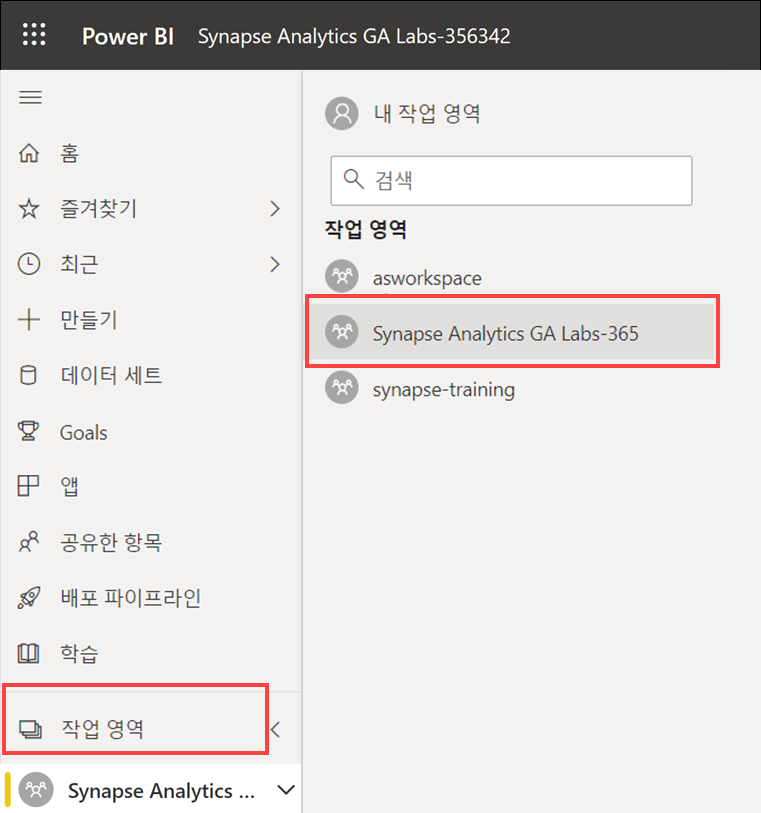 Power BI Synapse Analytics GA Labs-356342
홈
즐겨찾기
최근
만들기
데이터 세트
Goals
앱
공유한 항목
배포 파이프라인
학습
작업 영역
Synapse Analytics ...
내 작업 영역
검색
작업 영역
asworkspace
Synapse Analytics GA Labs-365
synapse-training